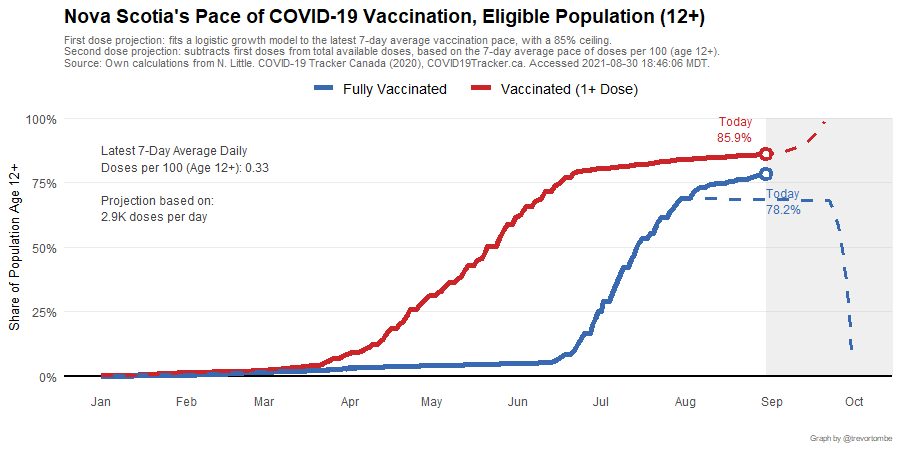 Nova Scotia's Pace of COVID-19 Vaccination, Eligible Population (12+)
First dose projection: fits a logistic growth model to the latest 7-day average vaccination pace, with a 85% ceiling.
Second dose projection: subtracts first doses from total available doses, based on the 7-day average pace of doses per 100 (age 12+).
Source: Own calculations from N. Little. COVID-19 Tracker Canada (2020), COVID19Tracker.ca. Accessed 2021-08-30 18:46:06 MDT.
Fully Vaccinated
Vaccinated (1+ Dose)
Share of Population Age 12+
100%
75%
50%
25%
0%
Latest 7-Day Average Daily
Doses per 100 (Age 12+): 0.33
Projection based on:
2.9K doses per day
Today
85.9%
Today
78.2%
Jan
Feb
Mar
Apr
May
Jun
Jul
Aug
Sep
Oct
Graph by @trevortombe